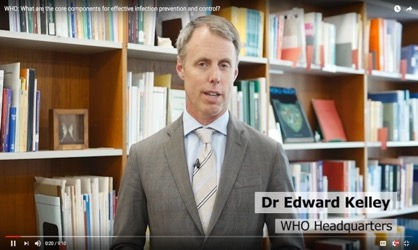 WHO: What are the core components for effective infection prevention and control?
Dr Edward Kelley
WHO Headquarters
0:20 / 9:10